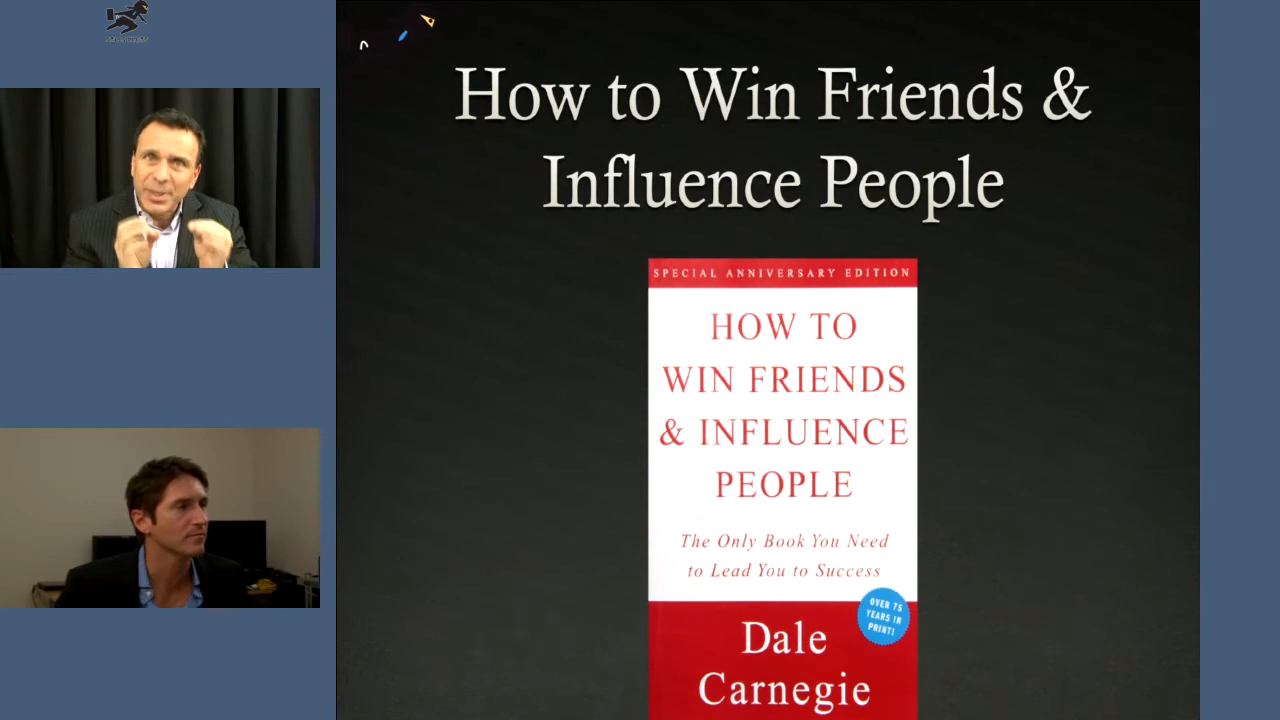 How to Win Friends &
Influence People
SPECIAL ANNIVERSARY EDITION
HOW TO
WIN FRIENDS
& INFLUENCE
PEOPLE
The Only Book You Need
to Lead You to Success
OVER 75
YEARS IN
PRINT!
Dale
Carnegie